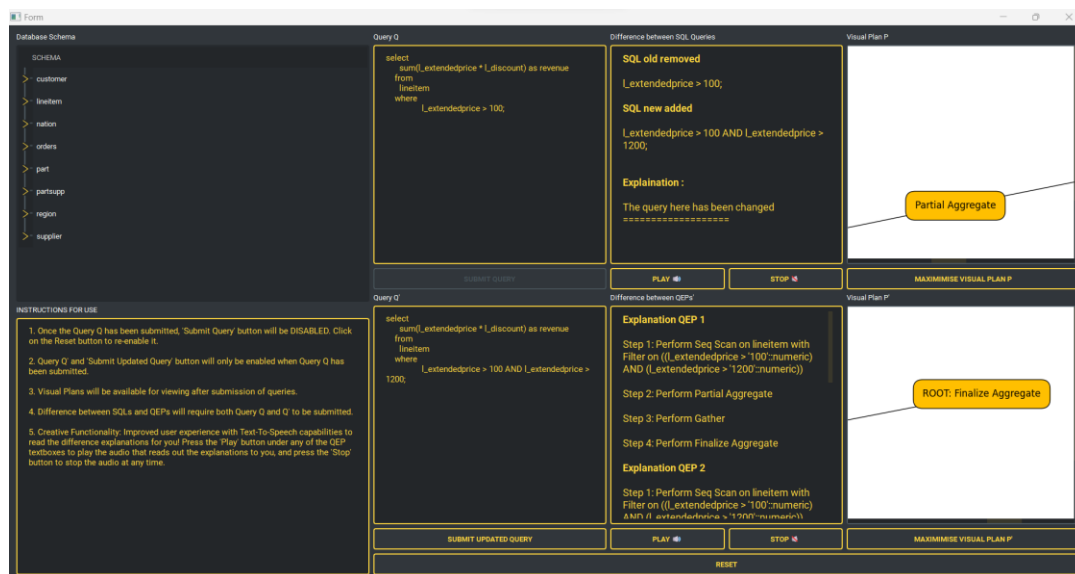 Form
Database Schema
SCHEMA
customer
lineitem
nation
orders
part
partsupp
region
supplier
INSTRUCTIONS FOR USE
1. Once the Query Q has been submitted, 'Submit Query' button will be DISABLED. Click
on the Reset button to re-enable it.
2. Query Q' and 'Submit Updated Query' button will only be enabled when Query Q has
been submitted.
3. Visual Plans will be available for viewing after submission of queries.
4. Difference between SQLs and QEPs will require both Query Q and Q' to be submitted.
5. Creative Functionality: Improved user experience with Text-To-Speech capabilities to
read the difference explanations for you! Press the 'Play' button under any of the QEP
textboxes to play the audio that reads out the explanations to you, and press the 'Stop'
button to stop the audio at any time.
Query Q
select
sum(l_extendedprice * l_discount) as revenue
from
lineitem
where
l_extendedprice > 100;
SUBMIT QUERY
Query Q'
select
sum(l_extendedprice * l_discount) as revenue
from
lineitem
where
l_extendedprice > 100 AND l_extendedprice >
1200;
SUBMIT UPDATED QUERY
Difference between SQL Queries
SQL old removed
l_extendedprice > 100;
SQL new added
l_extendedprice > 100 AND l_extendedprice >
1200;
Explaination :
The query here has been changed
===================
PLAY
STOP
Difference between QEPs'
Explanation QEP 1
Step 1: Perform Seq Scan on lineitem with
Filter on ((l_extendedprice > '100'::numeric)
AND (l_extendedprice > '1200'::numeric))
Step 2: Perform Partial Aggregate
Step 3: Perform Gather
Step 4: Perform Finalize Aggregate
Explanation QEP 2
Step 1: Perform Seq Scan on lineitem with
Filter on ((l_extendedprice > '100'::numeric)
AND (l_extendedprice > '1200'::numeric))
PLAY
STOP
Visual Plan P
Partial Aggregate
MAXIMIMISE VISUAL PLAN P
Visual Plan P'
ROOT: Finalize Aggregate
MAXIMIMISE VISUAL PLAN P'
RESET